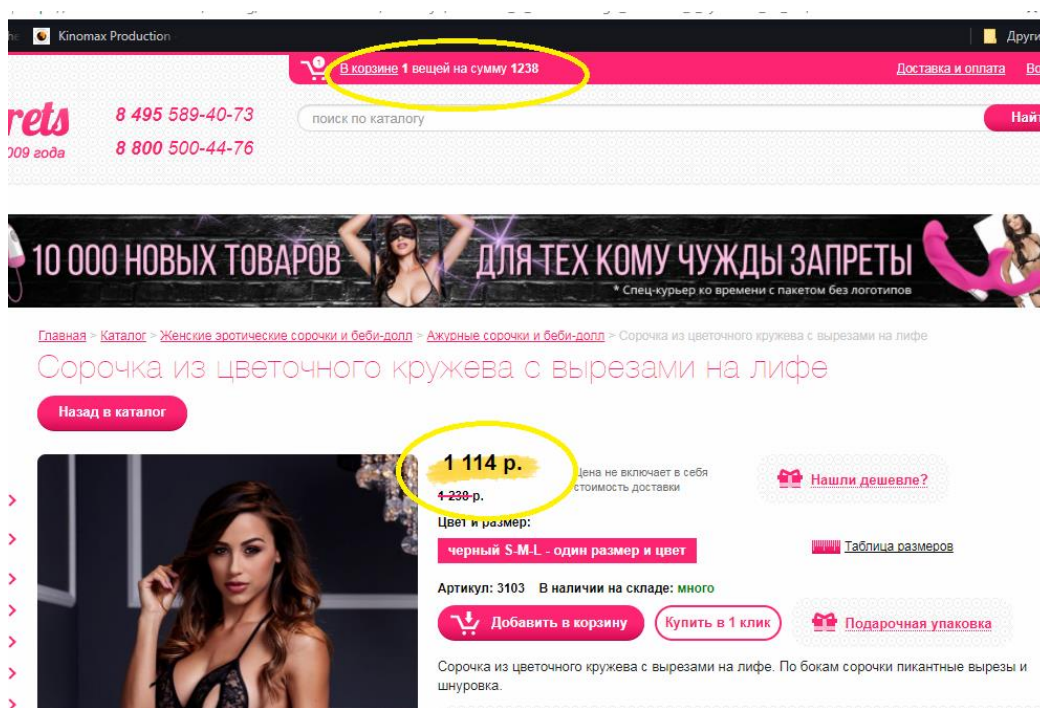 Kinomax Production
Други
1
В корзине 1 вещей на сумму 1238
Доставка и оплата
rets
8 495 589-40-73
поиск по каталогу
Найт
009 года
8 800 500-44-76
10 000 НОВЫХ ТОВАРОВ
ДЛЯ ТЕХ КОМУ ЧУЖДЫ ЗАПРЕТЫ
* Спец-курьер ко времени с пакетом без логотипов
Главная > Каталог > Женские эротические сорочки и беби-долл > Ажурные сорочки и беби-долл > Сорочка из цветочного кружева с вырезами на лифе
Сорочка из цветочного кружева с вырезами на лифе
Назад в каталог
1 114 р.
1 238 р.
Цена не включает в себя
стоимость доставки
Нашли дешевле?
Цвет и размер:
черный S-M-L - один размер и цвет
Таблица размеров
Артикул: 3103 В наличии на складе: много
Добавить в корзину
Купить в 1 клик
Подарочная упаковка
Сорочка из цветочного кружева с вырезами на лифе. По бокам сорочки пикантные вырезы и
шнуровка.